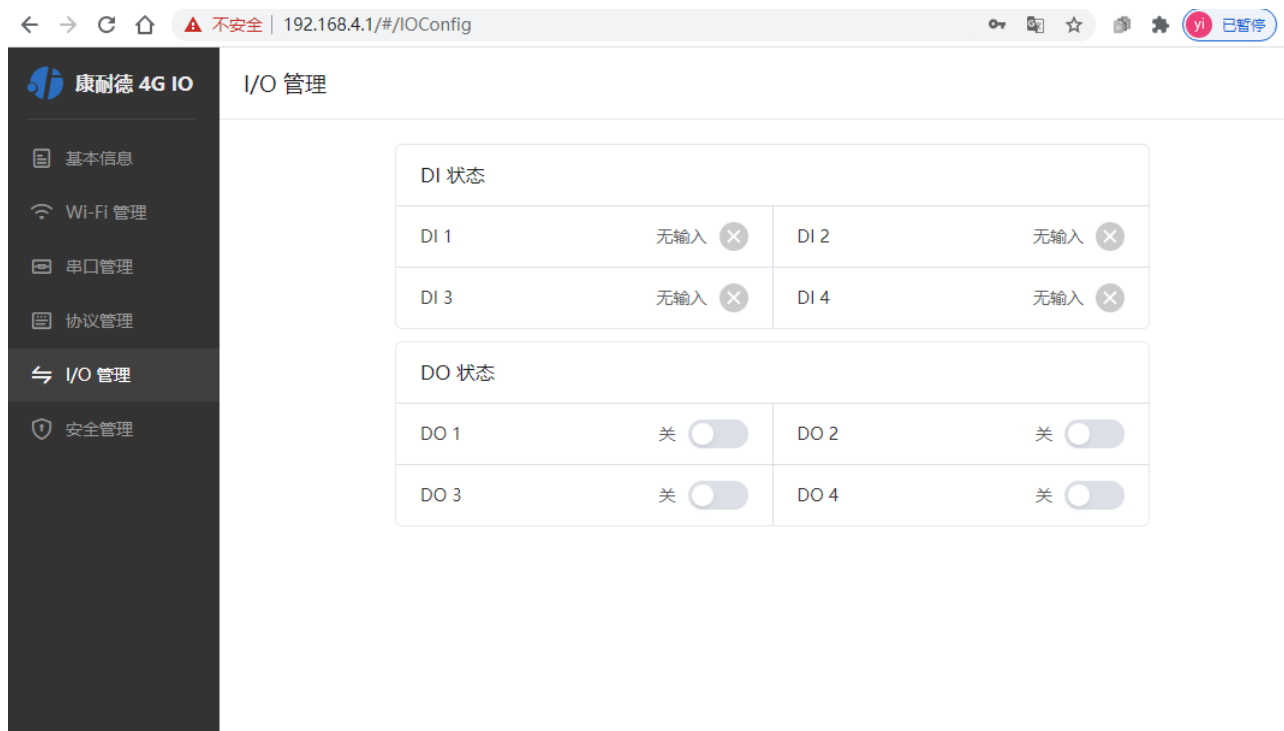 不安全 192.168.4.1/#/IOConfig
yi 已暂停
康耐德 4G IO
I/O 管理
基本信息
Wi-Fi 管理
串口管理
协议管理
I/O 管理
安全管理
DI 状态
DI 1 无输入 DI 2 无输入
DI 3 无输入 DI 4 无输入
DO 状态
DO 1 关 DO 2 关
DO 3 关 DO 4 关